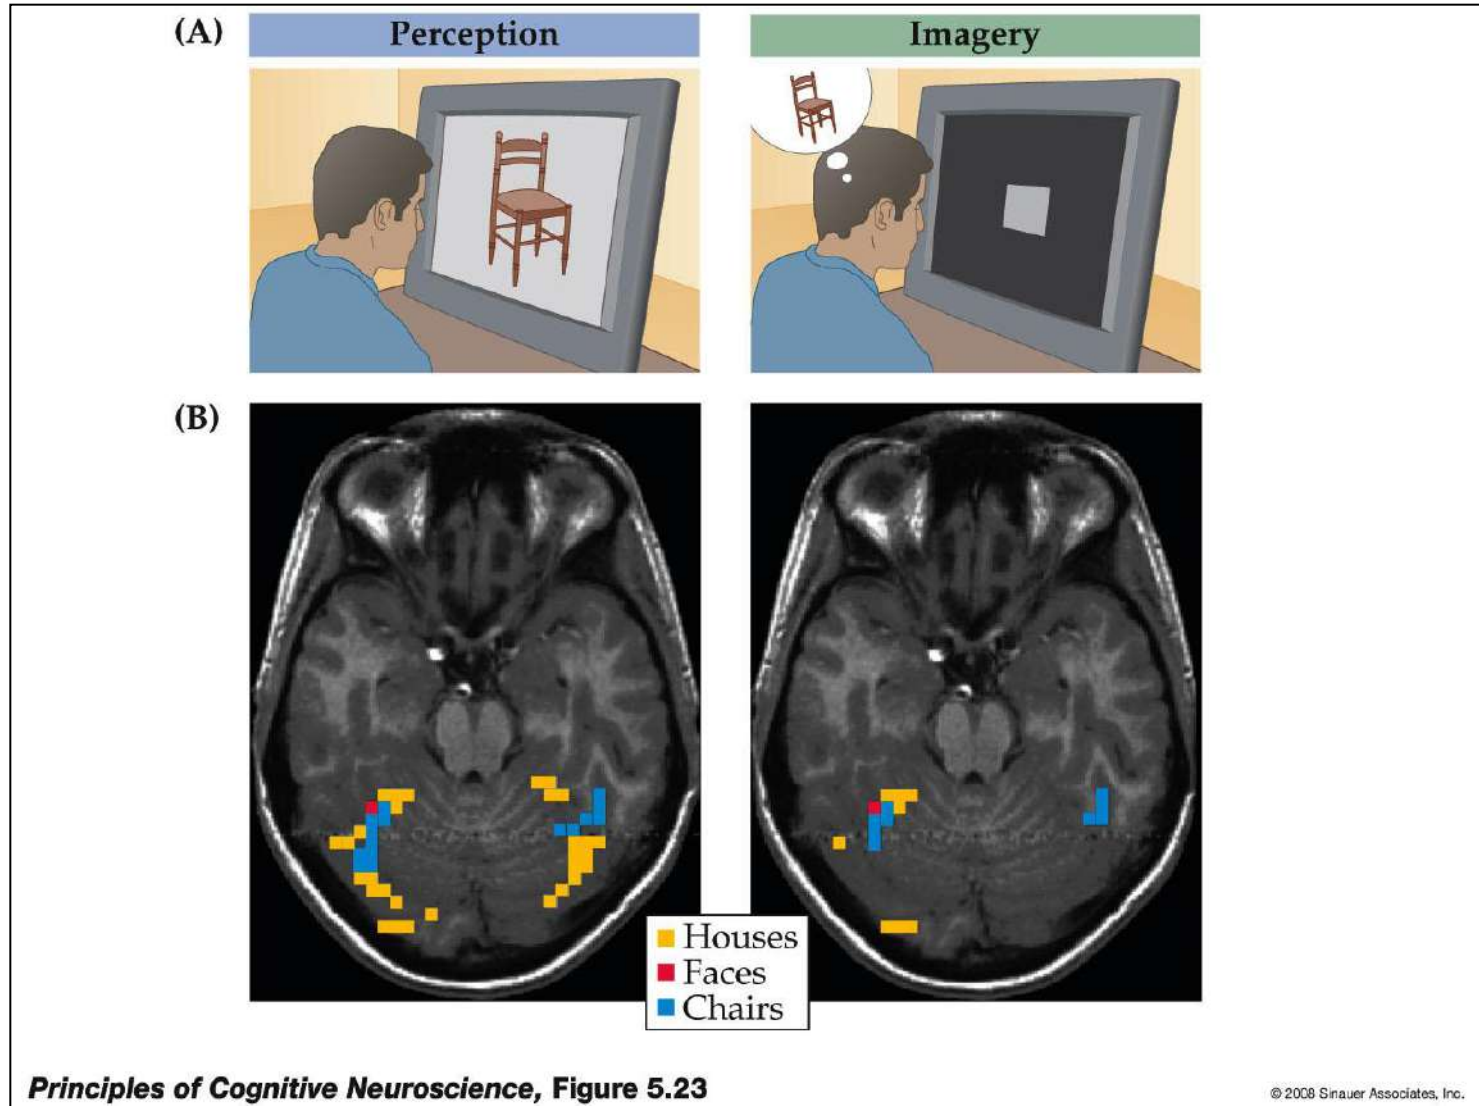 (A)
Perception
Imagery
(B)
Houses
Faces
Chairs
Principles of Cognitive Neuroscience, Figure 5.23
© 2008 Sinauer Associates, Inc.